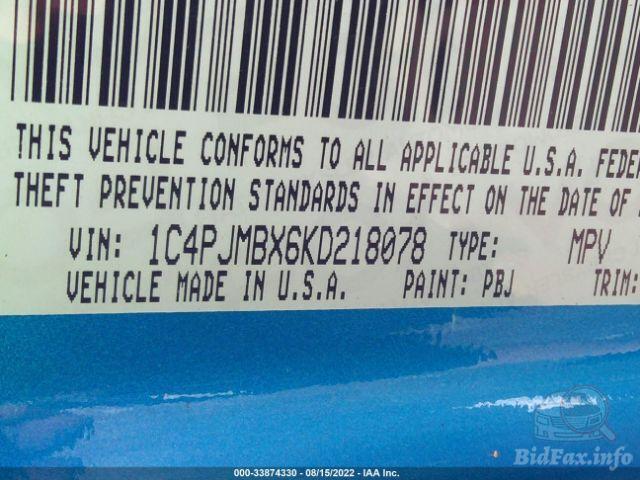 THIS VEHICLE CONFORMS TO ALL APPLICABLE U.S.A. FEDER
THEFT PREVENTION STANDARDS IN EFFECT ON THE DATE OF
VIN: 1C4PJMBX6KD218078 TYPE: MPV
VEHICLE MADE IN U.S.A. PAINT: PBJ TRIM:
000-33874330 - 08/15/2022 - IAA Inc.
BidFax.info